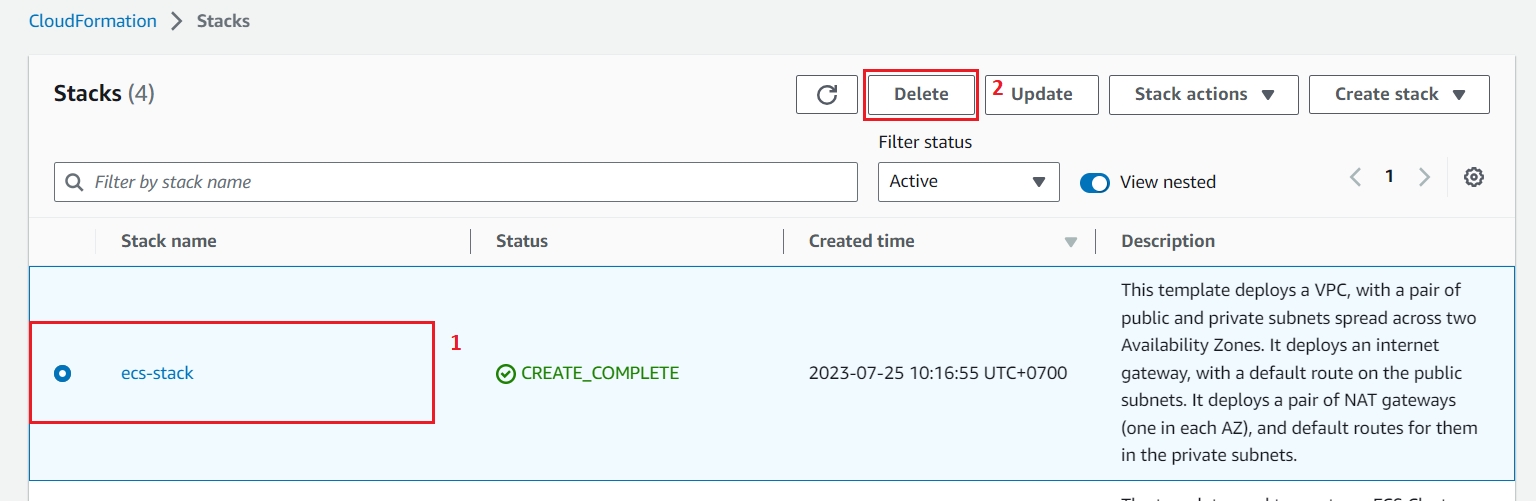 CloudFormation > Stacks
Stacks (4)
Delete
2
Update
Stack actions
Create stack
Filter status
Filter by stack name
Active
View nested
1
Stack name
Status
Created time
Description
1
ecs-stack
CREATE_COMPLETE
2023-07-25 10:16:55 UTC+0700
This template deploys a VPC, with a pair of
public and private subnets spread across two
Availability Zones. It deploys an internet
gateway, with a default route on the public
subnets. It deploys a pair of NAT gateways
(one in each AZ), and default routes for them
in the private subnets.